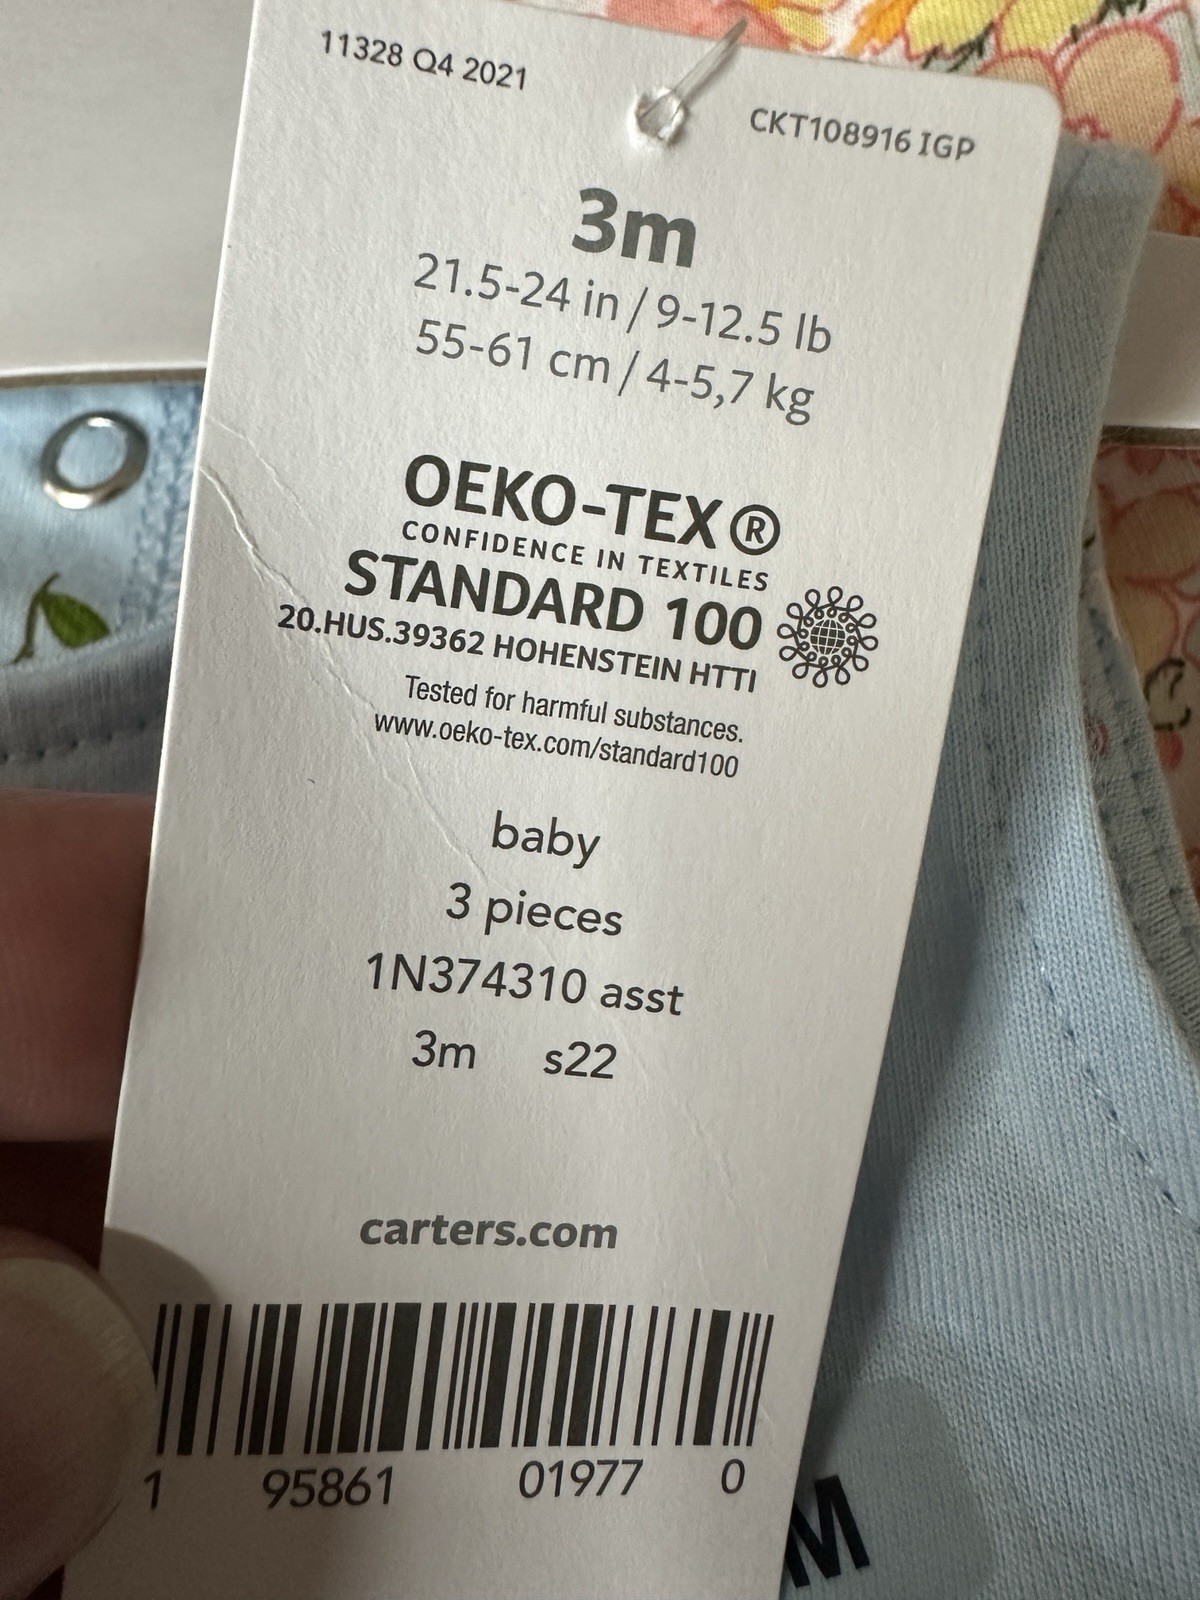 11328 Q4 2021
CKT108916 IGP
3m
21.5-24 in / 9-12.5 lb
55-61 cm / 4-5,7 kg
OEKO-TEX®
CONFIDENCE IN TEXTILES
STANDARD 100
20.HUS.39362 HOHENSTEIN HTTI
Tested for harmful substances.
www.oeko-tex.com/standard100
baby
3 pieces
1N374310 asst
3m s22
carters.com
1 95861 01977 0
M